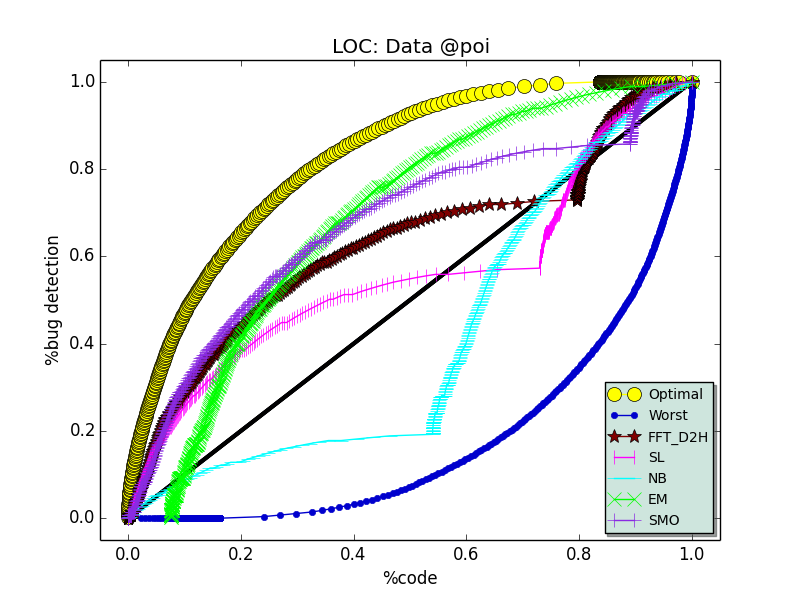 LOC: Data @poi
1.0
0.8
0.6
0.4
0.2
0.0
%bug detection
0.0 0.2 0.4 0.6 0.8 1.0
%code
Optimal
Worst
FFT_D2H
SL
NB
EM
SMO